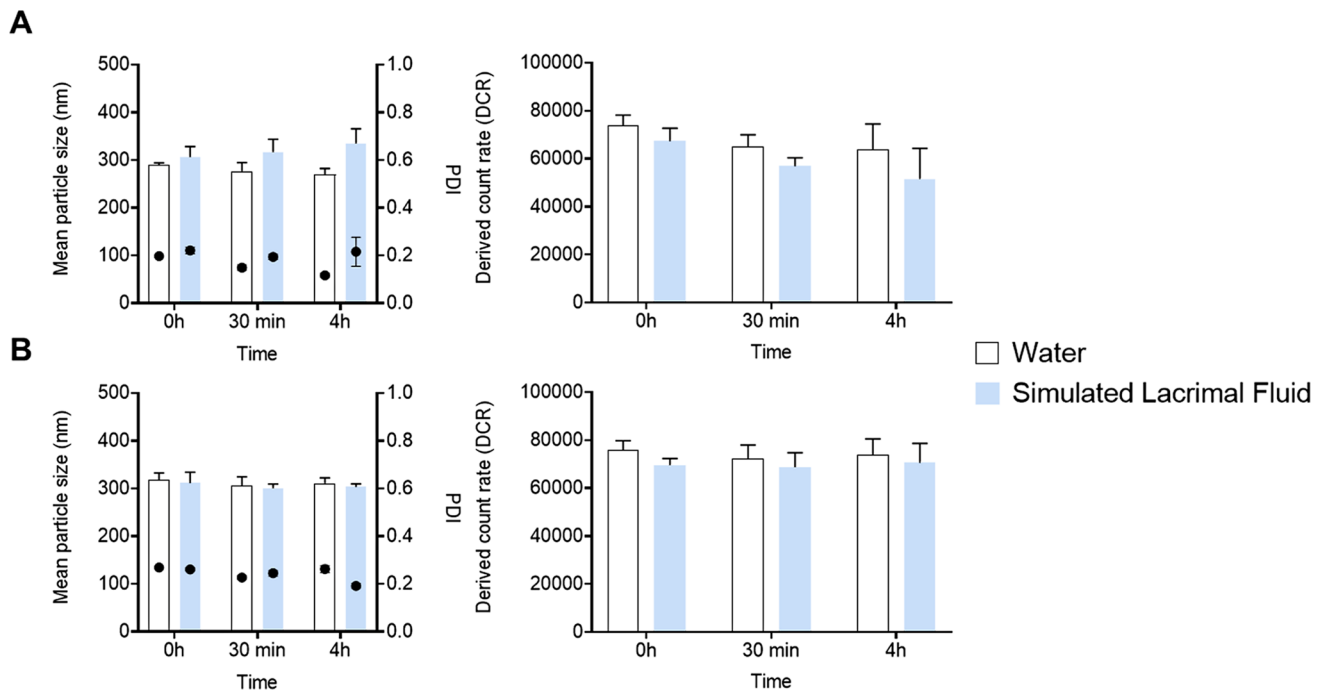 A
Mean particle size (nm)
500
400
300
200
100
0
1.0
0.8
0.6
0.4
0.2
0.0
PDI
0h 30 min 4h
Time
Derived count rate (DCR)
100000
80000
60000
40000
20000
0
0h 30 min 4h
Time
B
Mean particle size (nm)
500
400
300
200
100
0
1.0
0.8
0.6
0.4
0.2
0.0
PDI
0h 30 min 4h
Time
Derived count rate (DCR)
100000
80000
60000
40000
20000
0
0h 30 min 4h
Time
Water
Simulated Lacrimal Fluid